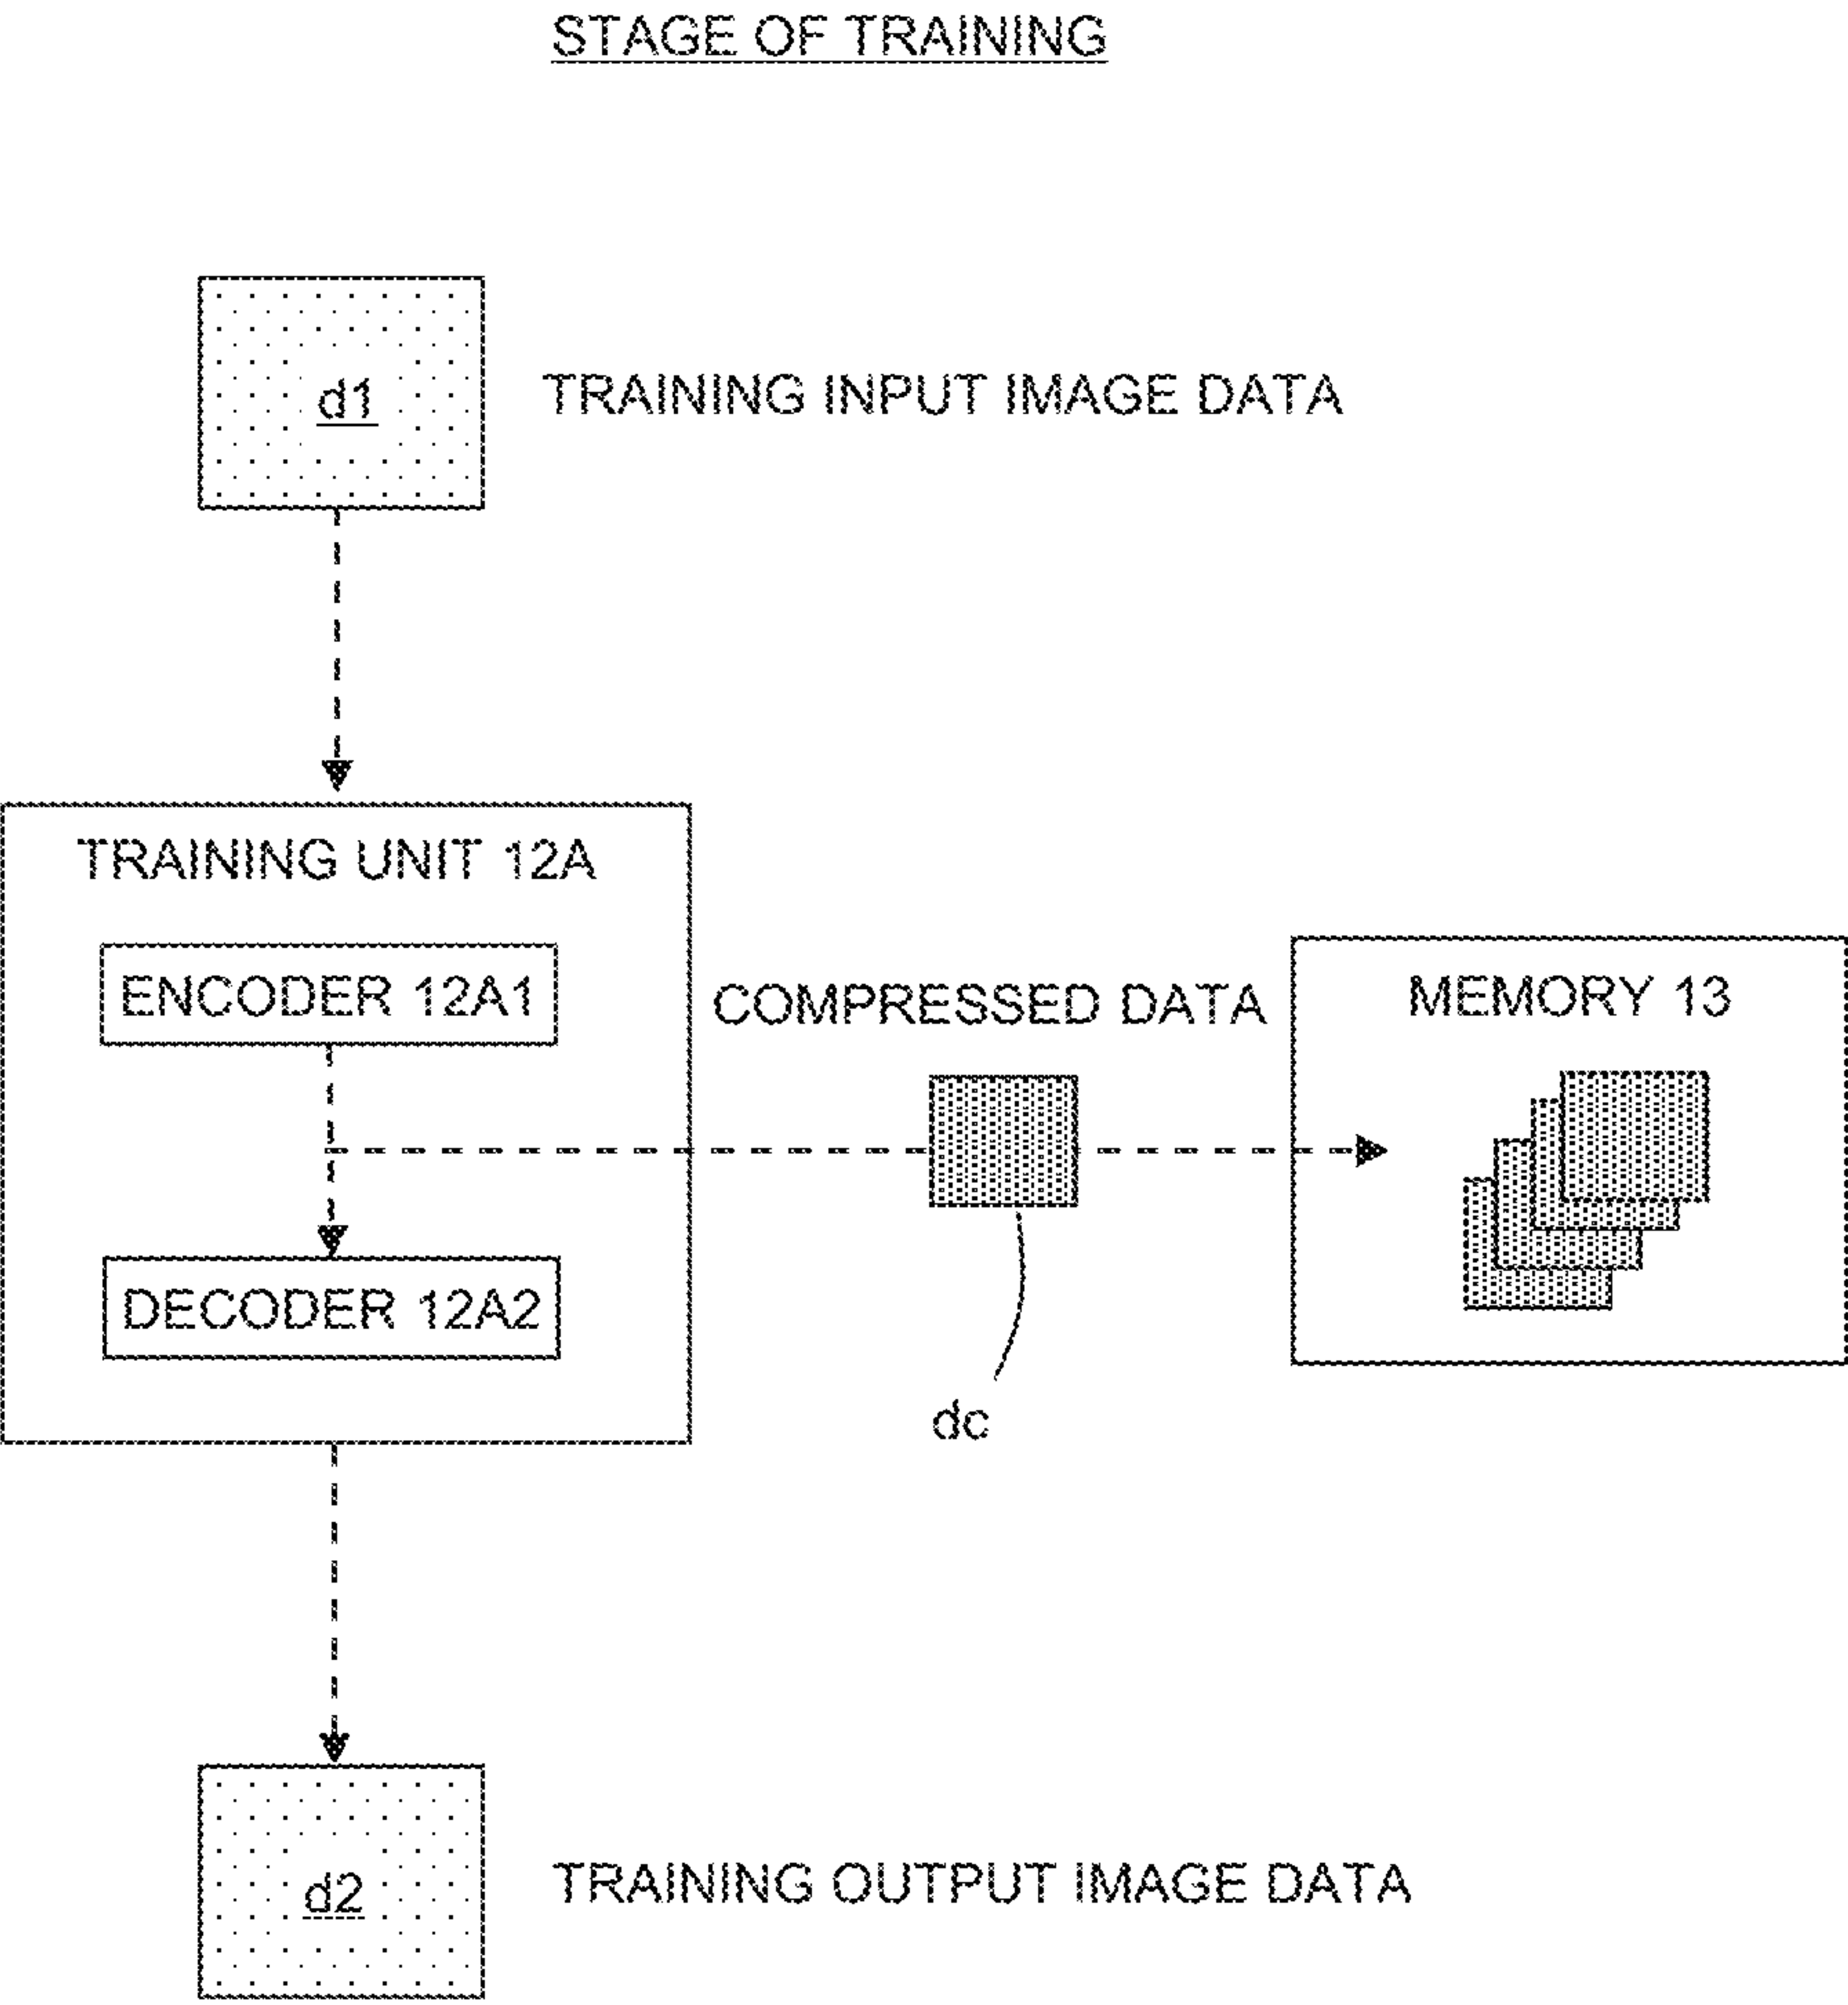 STAGE OF TRAINING
d1
TRAINING INPUT IMAGE DATA
TRAINING UNIT 12A
ENCODER 12A1
COMPRESSED DATA
MEMORY 13
DECODER 12A2
dc
d2
TRAINING OUTPUT IMAGE DATA